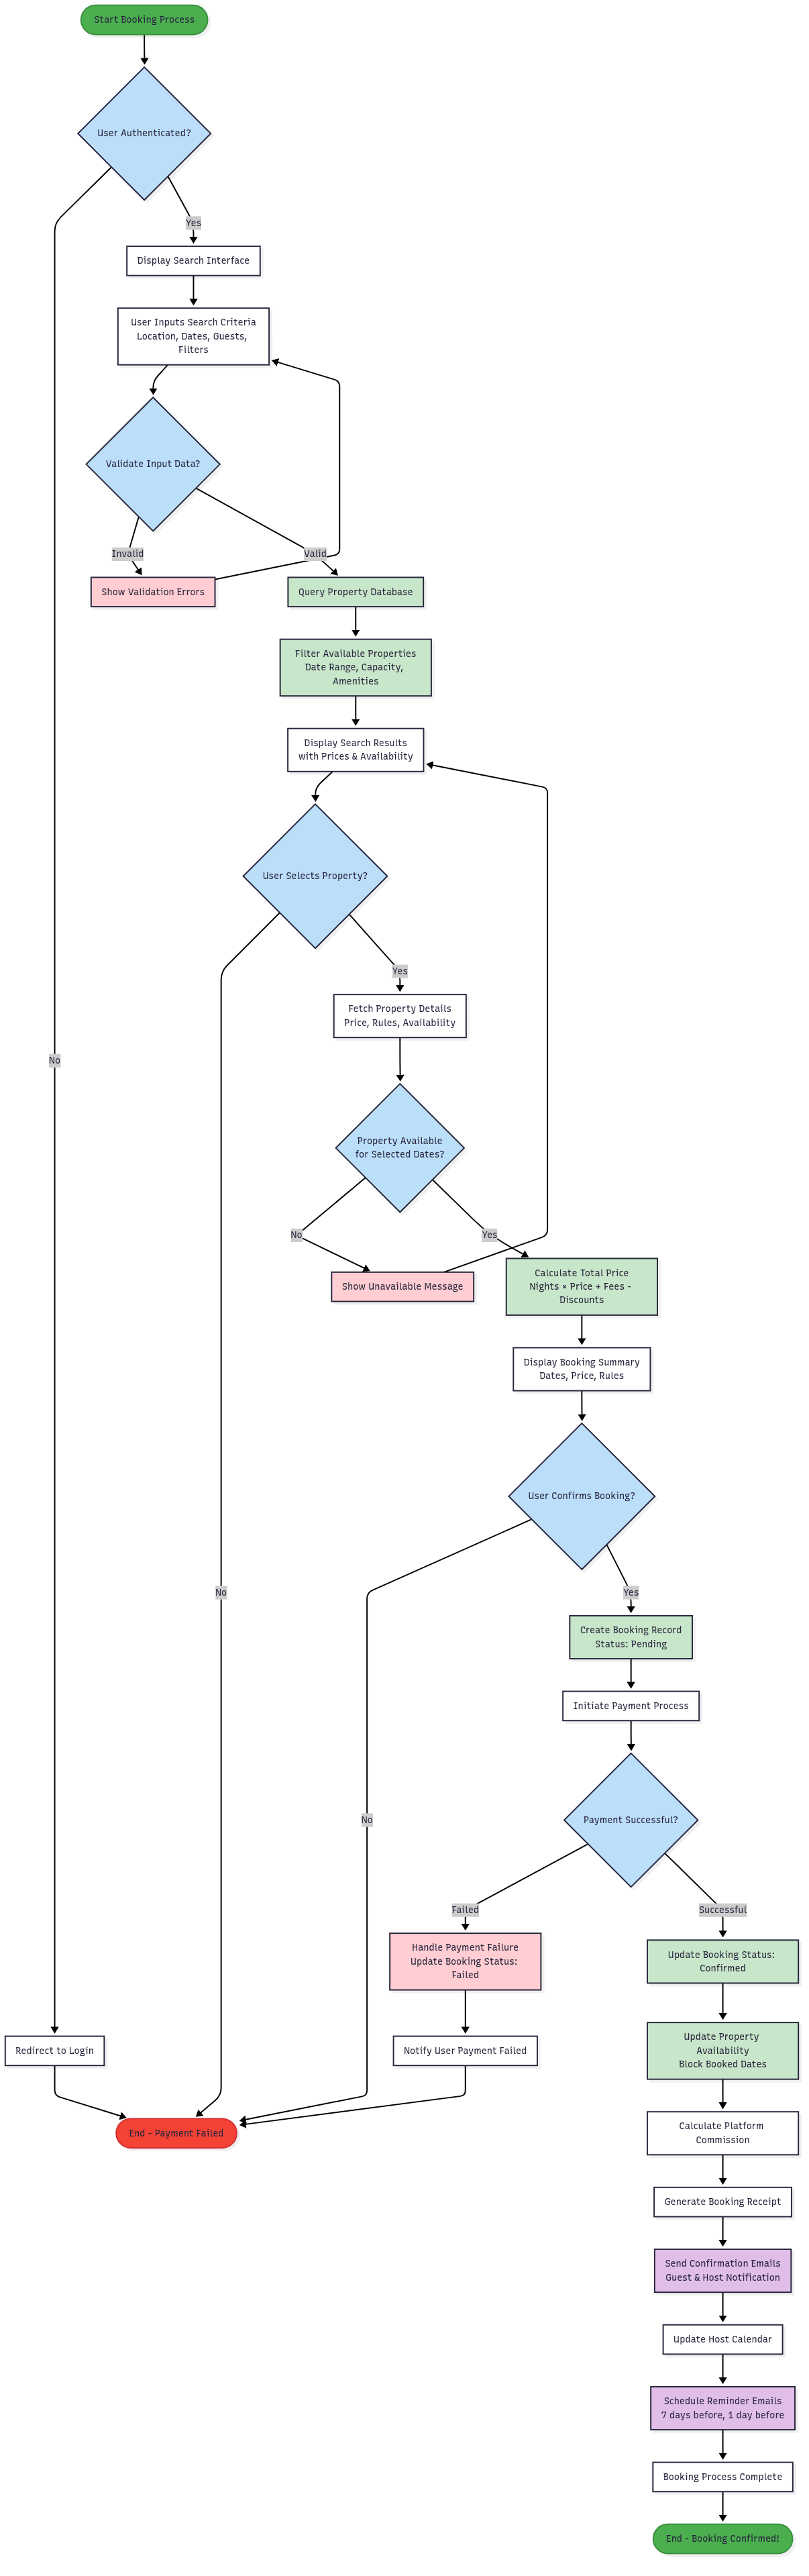 Start Booking Process
User Authenticated?
Yes
Display Search Interface
User Inputs Search Criteria
Location, Dates, Guests,
Filters
Validate Input Data?
Invalid
Valid
Show Validation Errors
Query Property Database
Filter Available Properties
Date Range, Capacity,
Amenities
Display Search Results
with Prices & Availability
User Selects Property?
Yes
Fetch Property Details
Price, Rules, Availability
No
Property Available
for Selected Dates?
No
Yes
Show Unavailable Message
Calculate Total Price
Nights × Price + Fees -
Discounts
Display Booking Summary
Dates, Price, Rules
User Confirms Booking?
No
Yes
Create Booking Record
Status: Pending
Initiate Payment Process
No
Payment Successful?
Failed
Successful
Handle Payment Failure
Update Booking Status:
Failed
Update Booking Status:
Confirmed
Redirect to Login
Notify User Payment Failed
Update Property
Availability
Block Booked Dates
End - Payment Failed
Calculate Platform
Commission
Generate Booking Receipt
Send Confirmation Emails
Guest & Host Notification
Update Host Calendar
Schedule Reminder Emails
7 days before, 1 day before
Booking Process Complete
End - Booking Confirmed!